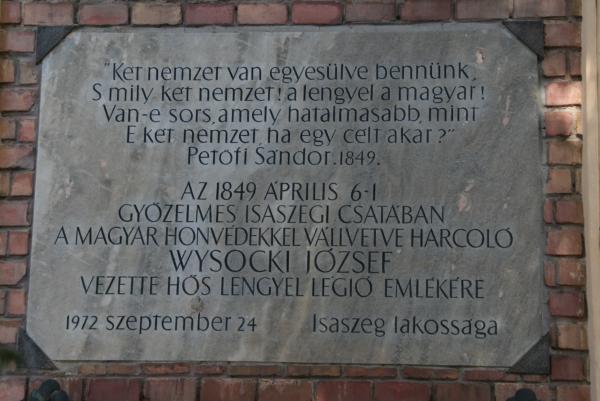 "Két nemzet van egyesülve bennünk,
S mily két nemzet! a lengyel a magyar!
Van-e sors, amely hatalmasabb, mint
E két nemzet, ha egy célt akar?"
Petőfi Sándor. 1849.
AZ 1849 ÁPRILIS 6-I
GYŐZELMES ISASZEGI CSATÁBAN
A MAGYAR HONVÉDEKKEL VÁLLVETVE HARCOLÓ
WYSOCKI JÓZSEF
VEZETTE HŐS LENGYEL LÉGIÓ EMLÉKÉRE
1972 szeptember 24 Isaszeg lakossága